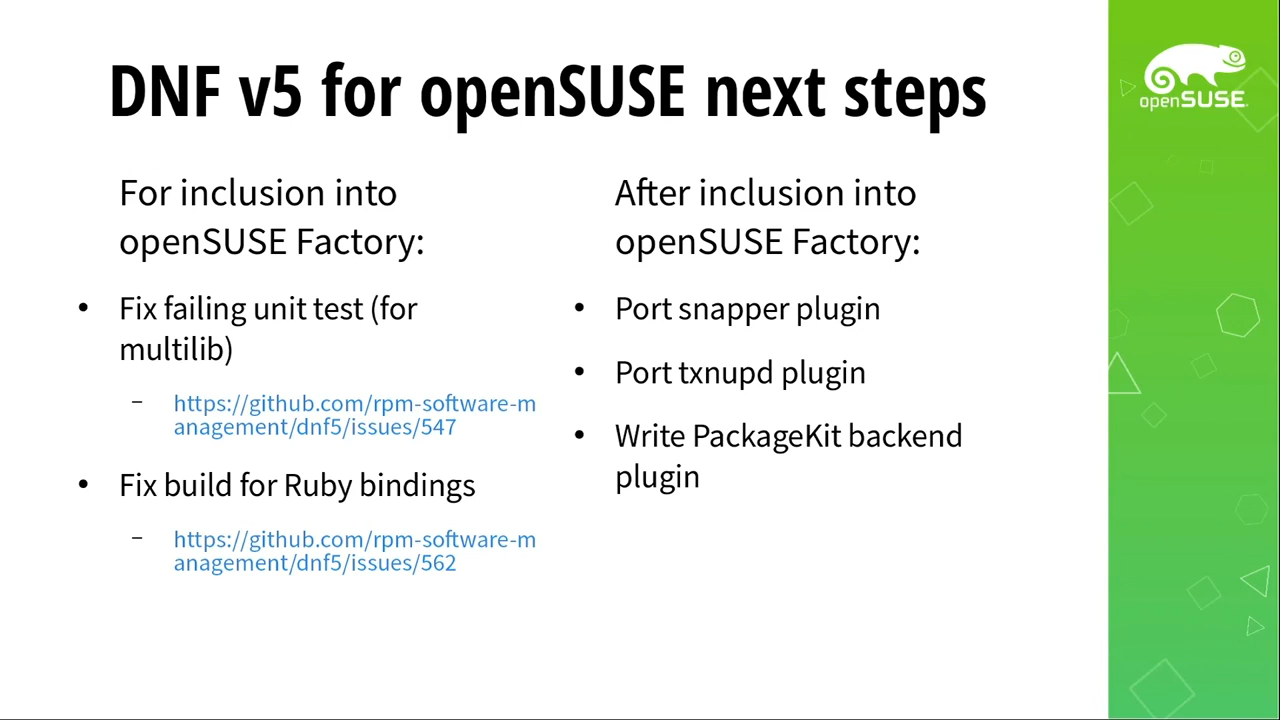 DNF v5 for openSUSE next steps
For inclusion into
openSUSE Factory:
• Fix failing unit test (for
multilib)
– https://github.com/rpm-software-m
anagement/dnf5/issues/547
• Fix build for Ruby bindings
– https://github.com/rpm-software-m
anagement/dnf5/issues/562
After inclusion into
openSUSE Factory:
• Port snapper plugin
• Port txnupd plugin
• Write PackageKit backend
plugin
openSUSE